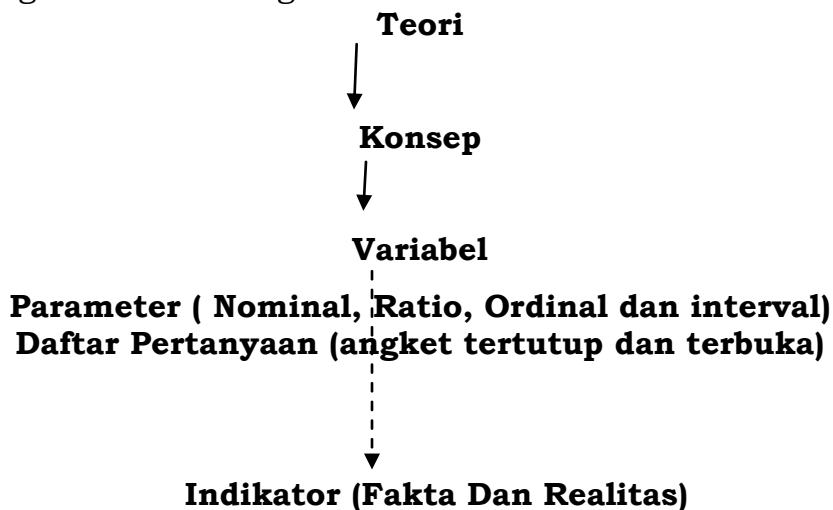 Teori
Konsep
Variabel
Parameter ( Nominal, Ratio, Ordinal dan interval)
Daftar Pertanyaan (angket tertutup dan terbuka)
Indikator (Fakta Dan Realitas)